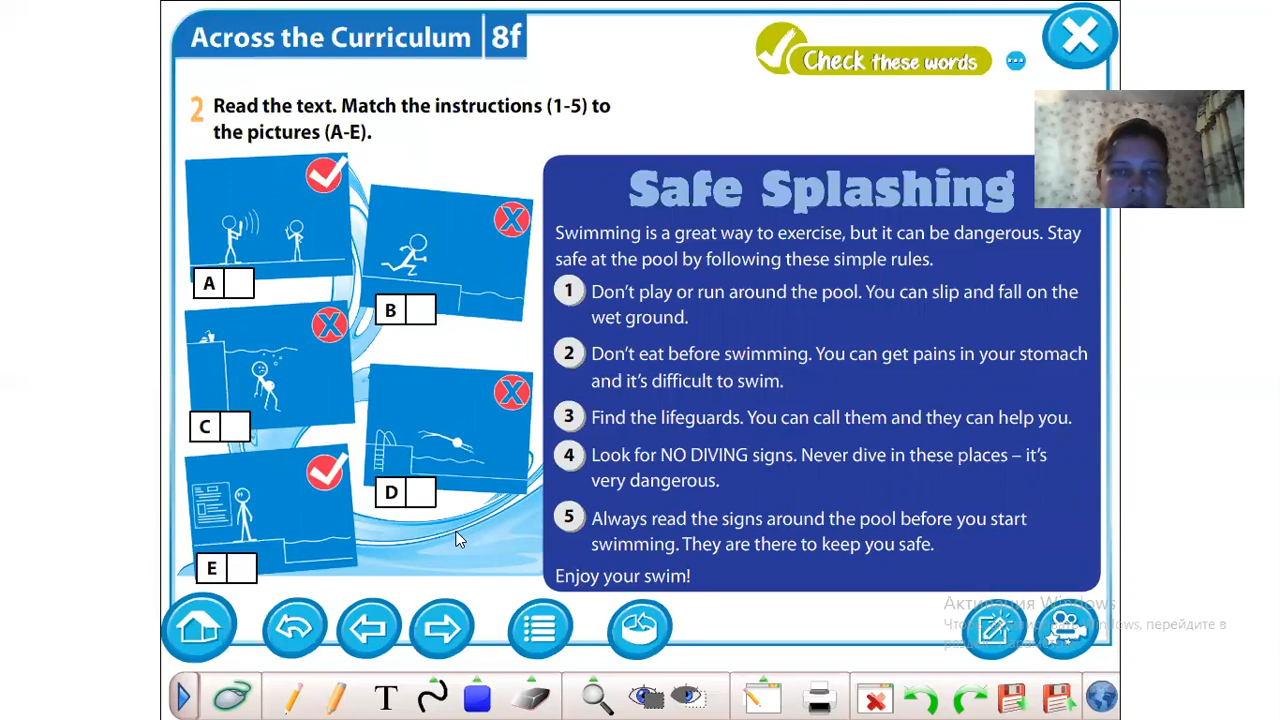 Across the Curriculum 8f
Check these words
2 Read the text. Match the instructions (1-5) to
the pictures (A-E).
A
B
C
D
E
Safe Splashing
Swimming is a great way to exercise, but it can be dangerous. Stay
safe at the pool by following these simple rules.
1 Don't play or run around the pool. You can slip and fall on the
wet ground.
2 Don't eat before swimming. You can get pains in your stomach
and it's difficult to swim.
3 Find the lifeguards. You can call them and they can help you.
4 Look for NO DIVING signs. Never dive in these places – it's
very dangerous.
5 Always read the signs around the pool before you start
swimming. They are there to keep you safe.
Enjoy your swim!
Активация Windows
Windows, перейдите в
T